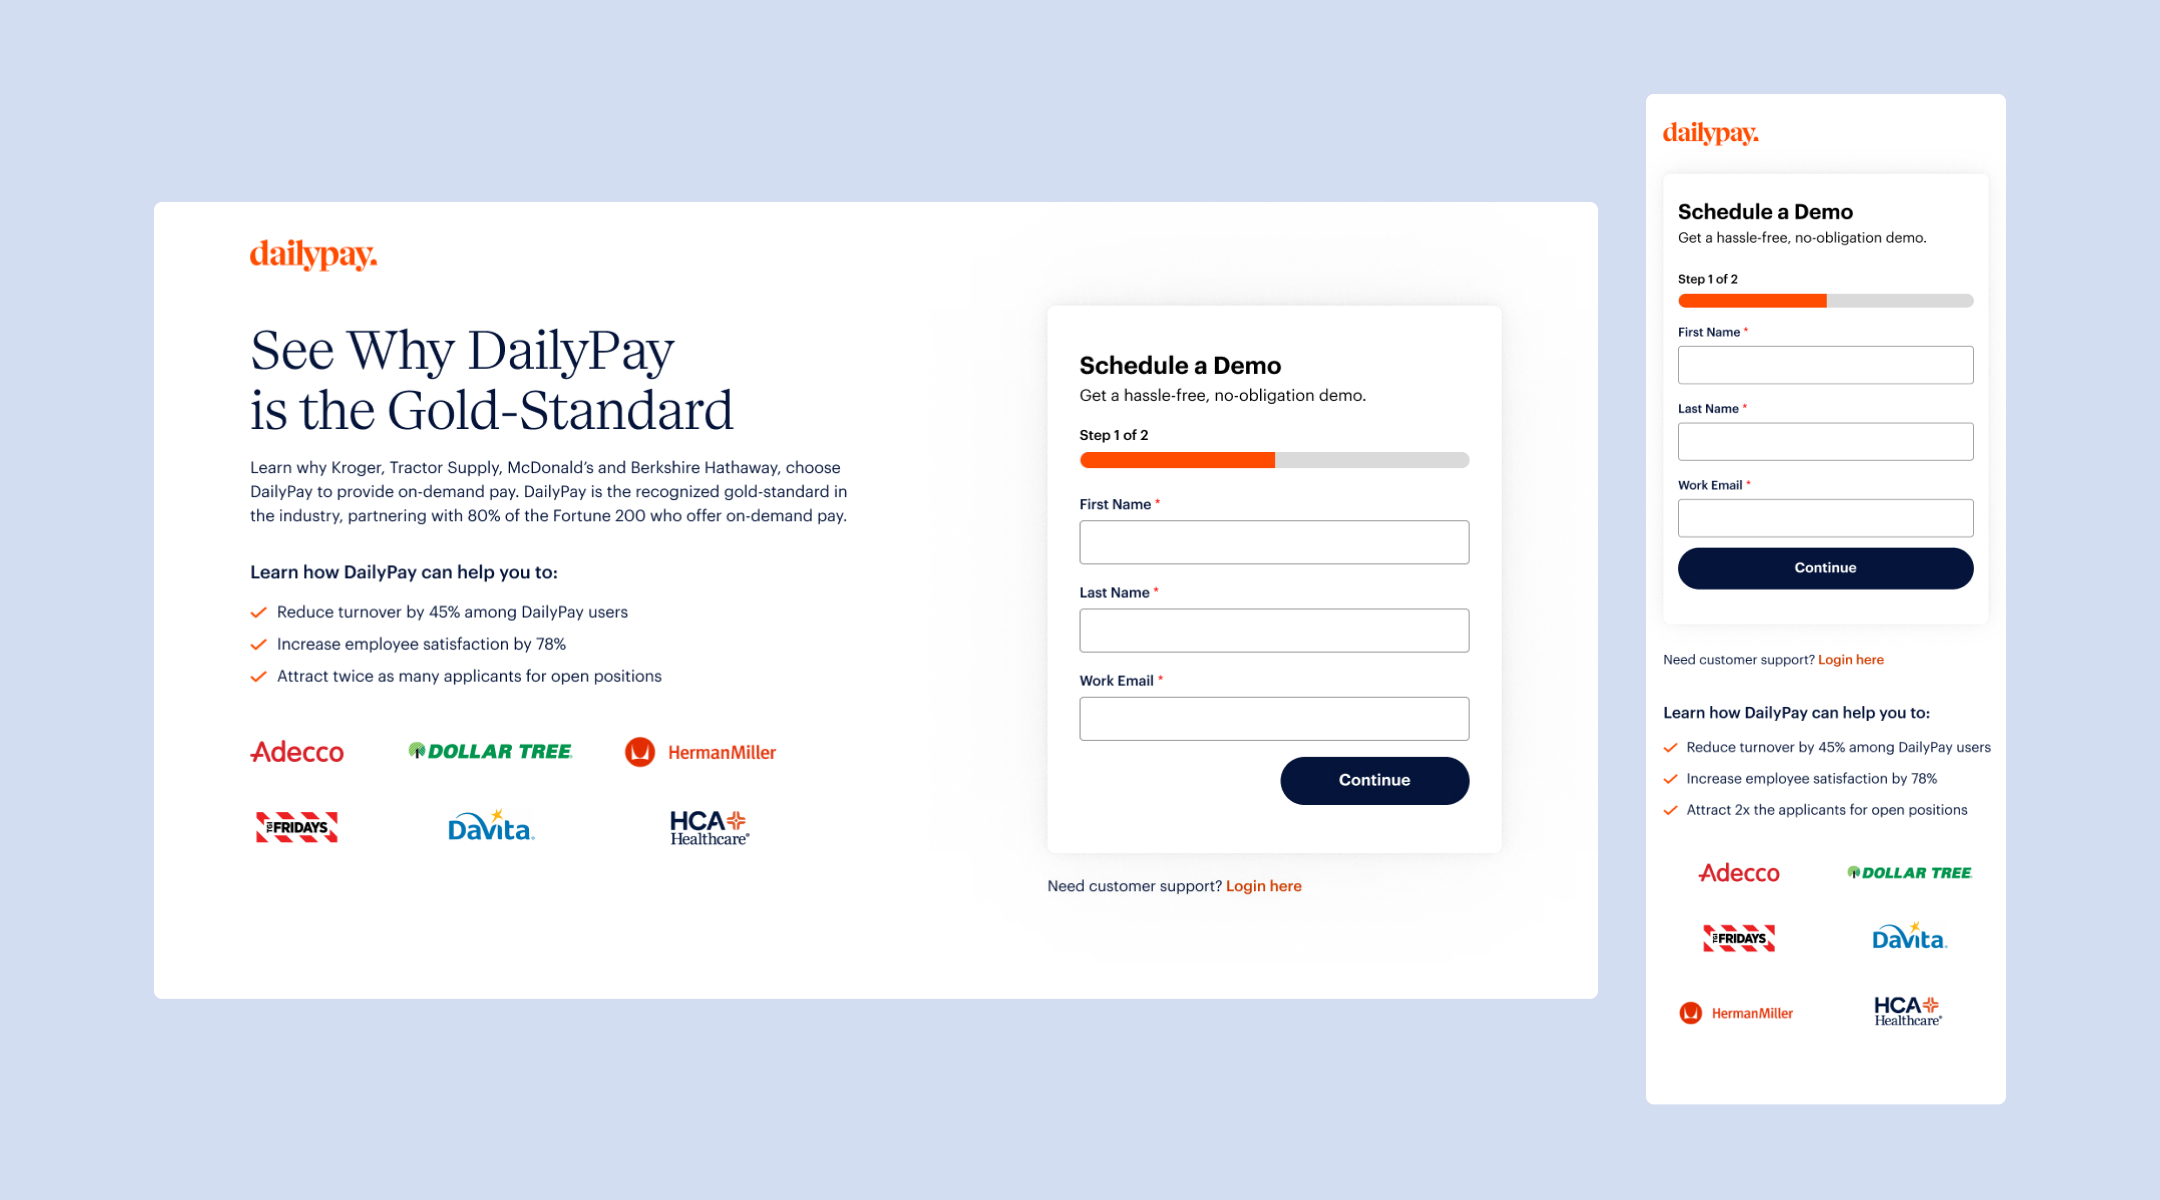 dailypay.
See Why DailyPay
is the Gold-Standard
Learn why Kroger, Tractor Supply, McDonald's and Berkshire Hathaway, choose
DailyPay to provide on-demand pay. DailyPay is the recognized gold-standard in
the industry, partnering with 80% of the Fortune 200 who offer on-demand pay.
Learn how DailyPay can help you to:
Reduce turnover by 45% among DailyPay users
Increase employee satisfaction by 78%
Attract twice as many applicants for open positions
Adecco
DOLLAR TREE
HermanMiller
TGI FRIDAYS
DaVita
HCA
Healthcare®
Schedule a Demo
Get a hassle-free, no-obligation demo.
Step 1 of 2
First Name *
Last Name *
Work Email *
Continue
Need customer support? Login here
dailypay.
Schedule a Demo
Get a hassle-free, no-obligation demo.
Step 1 of 2
First Name *
Last Name *
Work Email *
Continue
Need customer support? Login here
Learn how DailyPay can help you to:
Reduce turnover by 45% among DailyPay users
Increase employee satisfaction by 78%
Attract 2x the applicants for open positions
Adecco
DOLLAR TREE
TGI FRIDAYS
DaVita
HermanMiller
HCA
Healthcare®